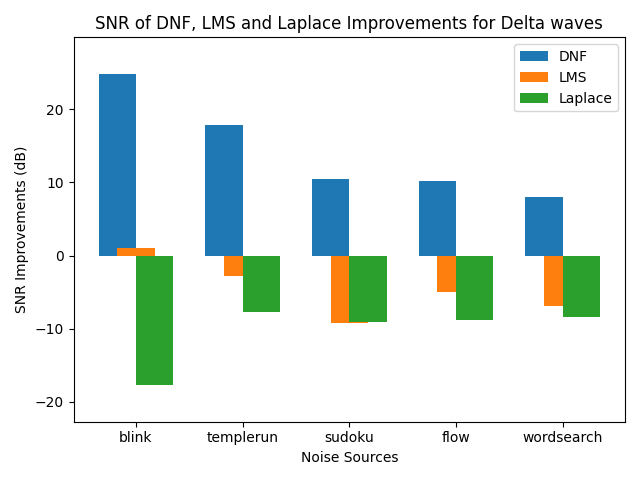 SNR of DNF, LMS and Laplace Improvements for Delta waves
DNF
LMS
Laplace
SNR Improvements (dB)
20
10
0
−10
−20
blink templerun sudoku flow wordsearch
Noise Sources